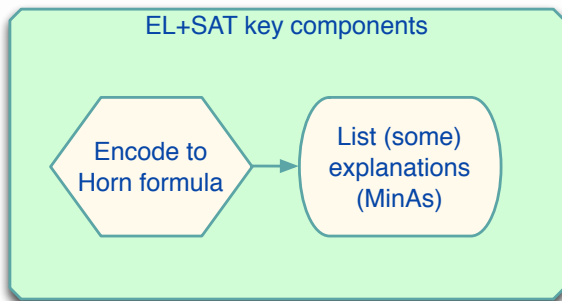 EL+SAT key components
Encode to
Horn formula
List (some)
explanations
(MinAs)